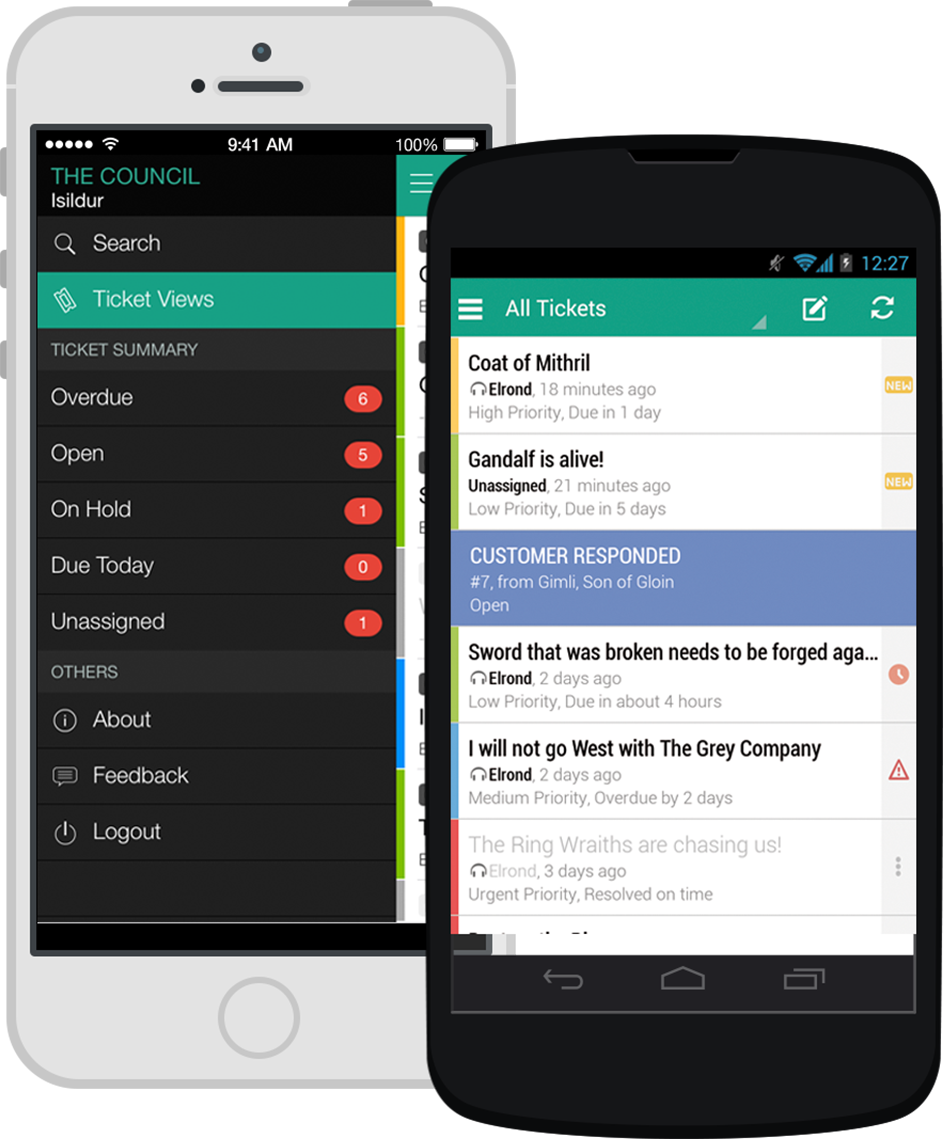 9:41 AM
100%
THE COUNCIL
Isildur
Search
Ticket Views
TICKET SUMMARY
Overdue 6
Open 5
On Hold 1
Due Today 0
Unassigned 1
OTHERS
About
Feedback
Logout
12:27
All Tickets
Coat of Mithril
Elrond, 18 minutes ago
High Priority, Due in 1 day
NEW
Gandalf is alive!
Unassigned, 21 minutes ago
Low Priority, Due in 5 days
NEW
CUSTOMER RESPONDED
#7, from Gimli, Son of Gloin
Open
Sword that was broken needs to be forged aga...
Elrond, 2 days ago
Low Priority, Due in about 4 hours
I will not go West with The Grey Company
Elrond, 2 days ago
Medium Priority, Overdue by 2 days
The Ring Wraiths are chasing us!
Elrond, 3 days ago
Urgent Priority, Resolved on time